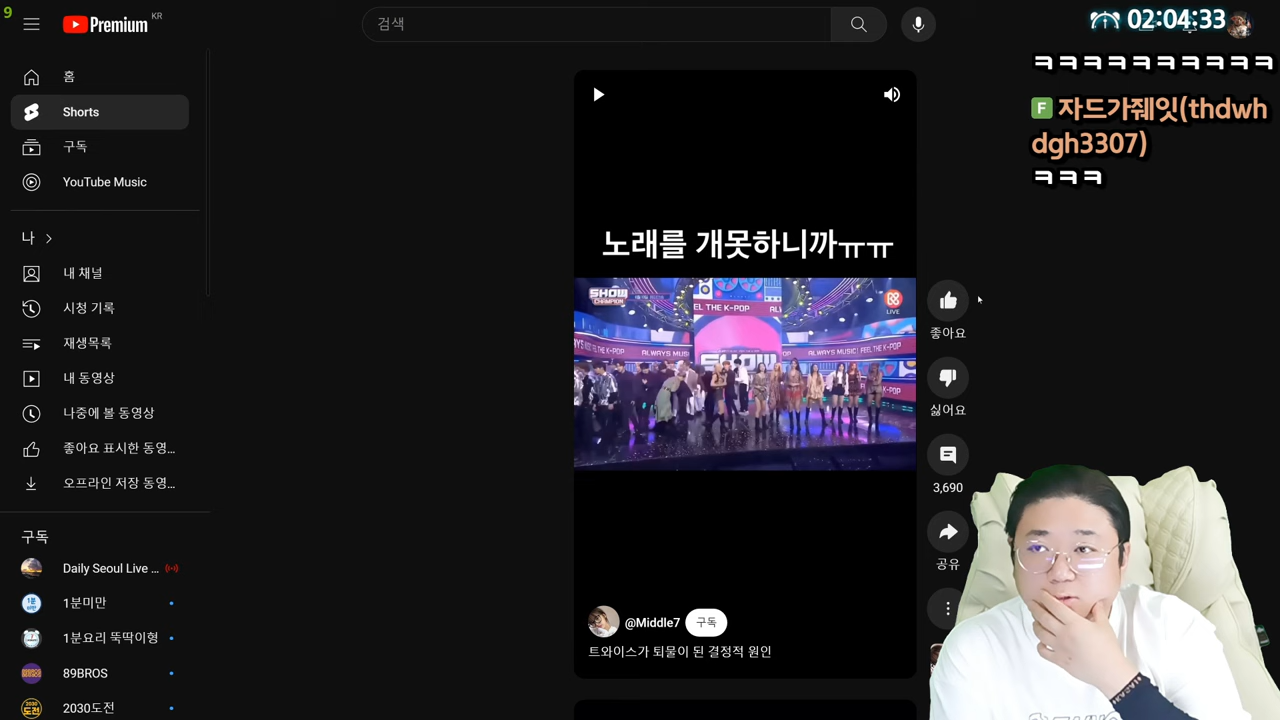 9
Premium
KR
검색
02:04:33
홈
Shorts
구독
YouTube Music
나
내 채널
시청 기록
재생목록
내 동영상
나중에 볼 동영상
좋아요 표시한 동영...
오프라인 저장 동영...
구독
Daily Seoul Live ...
1분미만
1분요리 뚝딱이형
89BROS
2030도전
노래를 개못하니까ㅠㅠ
SHOW
CHAMPION
LIVE
EL THE K-POP
ALWAYS MUSI
FEEL THE K-POP
SHOW
@Middle7
구독
트와이스가 퇴물이 된 결정적 원인
좋아요
싫어요
3,690
공유
ㅋㅋㅋㅋㅋㅋㅋㅋㅋㅋ
F 자드가줴잇(thdwh
dgh3307)
ㅋㅋㅋ